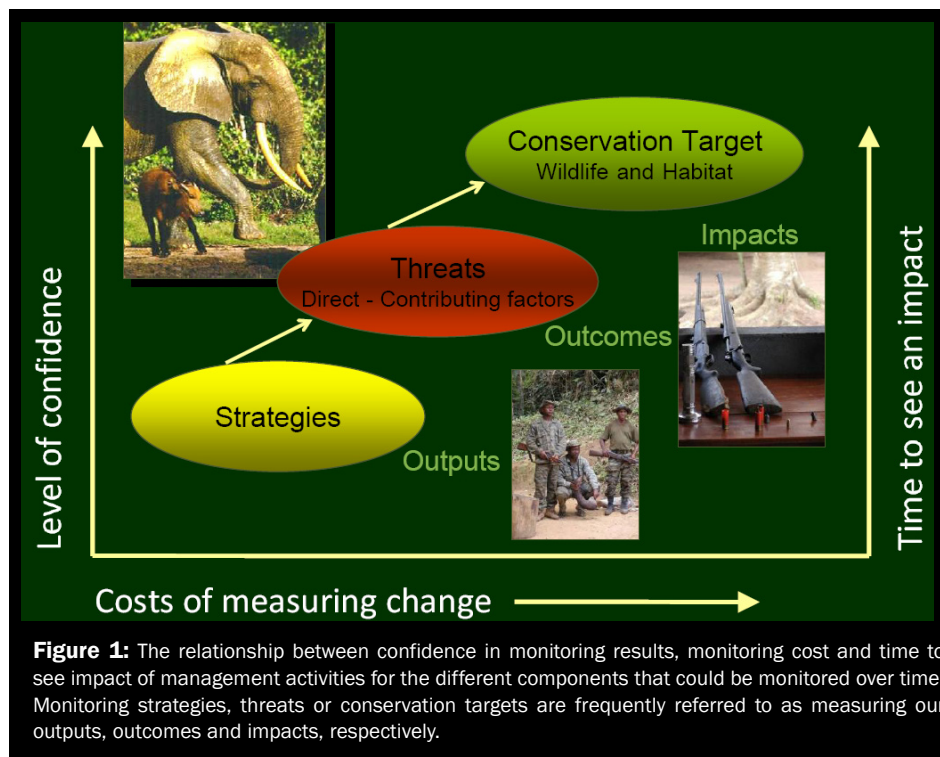 Conservation Target
Wildlife and Habitat
Impacts
Threats
Direct - Contributing factors
Outcomes
Strategies
Outputs
Level of confidence
Time to see an impact
Costs of measuring change
Figure 1: The relationship between confidence in monitoring results, monitoring cost and time to
see impact of management activities for the different components that could be monitored over time
Monitoring strategies, threats or conservation targets are frequently referred to as measuring our
outputs, outcomes and impacts, respectively.